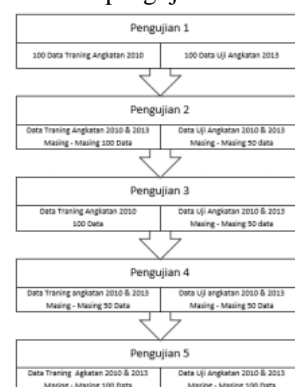 Pengujian 1
100 Data Traning Angkatan 2010
100 Data Uji Angkatan 2013
Pengujian 2
Data Traning Angkatan 2010 & 2013
Masing - Masing 100 data
Data Uji Angkatan 2010 & 2013
Masing - Masing 50 data
Pengujian 3
Data Traning Angkatan 2010
100 Data
Data Uji Angkatan 2010 & 2013
Masing - Masing 50 data
Pengujian 4
Data Traning angkatan 2010 & 2013
Masing - Masing 50 Data
Data Uji angkatan 2010 & 2013
Masing - Masing 50 Data
Pengujian 5
Data Traning Agkatan 2010 & 2013
Masing - Masing 100 Data
Data Uji Angkatan 2010 & 2013
Masing - Masing 100 Data